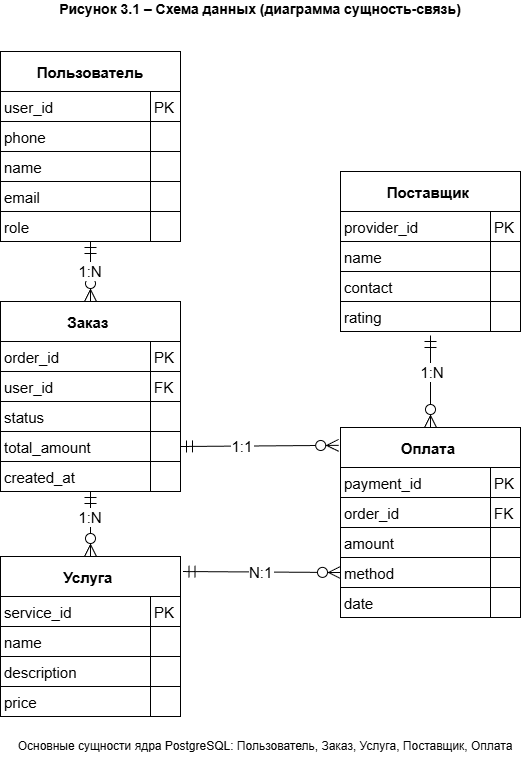 Рисунок 3.1 – Схема данных (диаграмма сущность-связь)
Пользователь
user_id PK
phone
name
email
role
1:N
Заказ
order_id PK
user_id FK
status
total_amount
created_at
1:N
Услуга
service_id PK
name
description
price
Поставщик
provider_id PK
name
contact
rating
1:N
1:1
Оплата
payment_id PK
order_id FK
amount
method
date
N:1
Основные сущности ядра PostgreSQL: Пользователь, Заказ, Услуга, Поставщик, Оплата